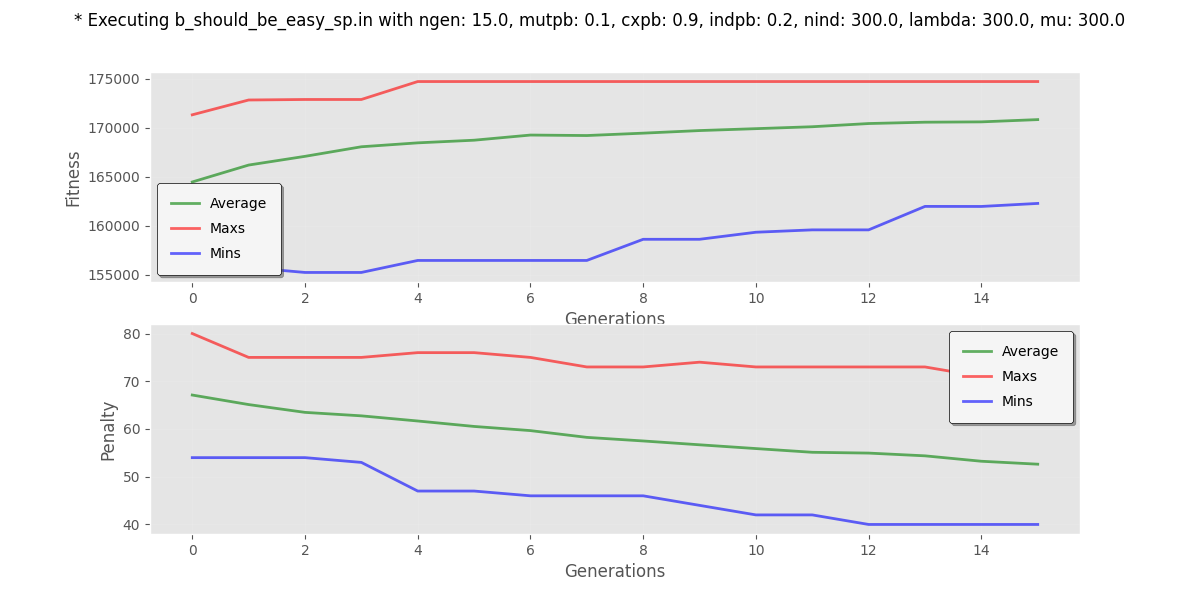 * Executing b_should_be_easy_sp.in with ngen: 15.0, mutpb: 0.1, cxpb: 0.9, indpb: 0.2, nind: 300.0, lambda: 300.0, mu: 300.0
175000
170000
165000
160000
155000
Fitness
Average
Maxs
Mins
0 2 4 6 8 10 12 14
Generations
80
70
60
50
40
Penalty
Average
Maxs
Mins
0 2 4 6 8 10 12 14
Generations